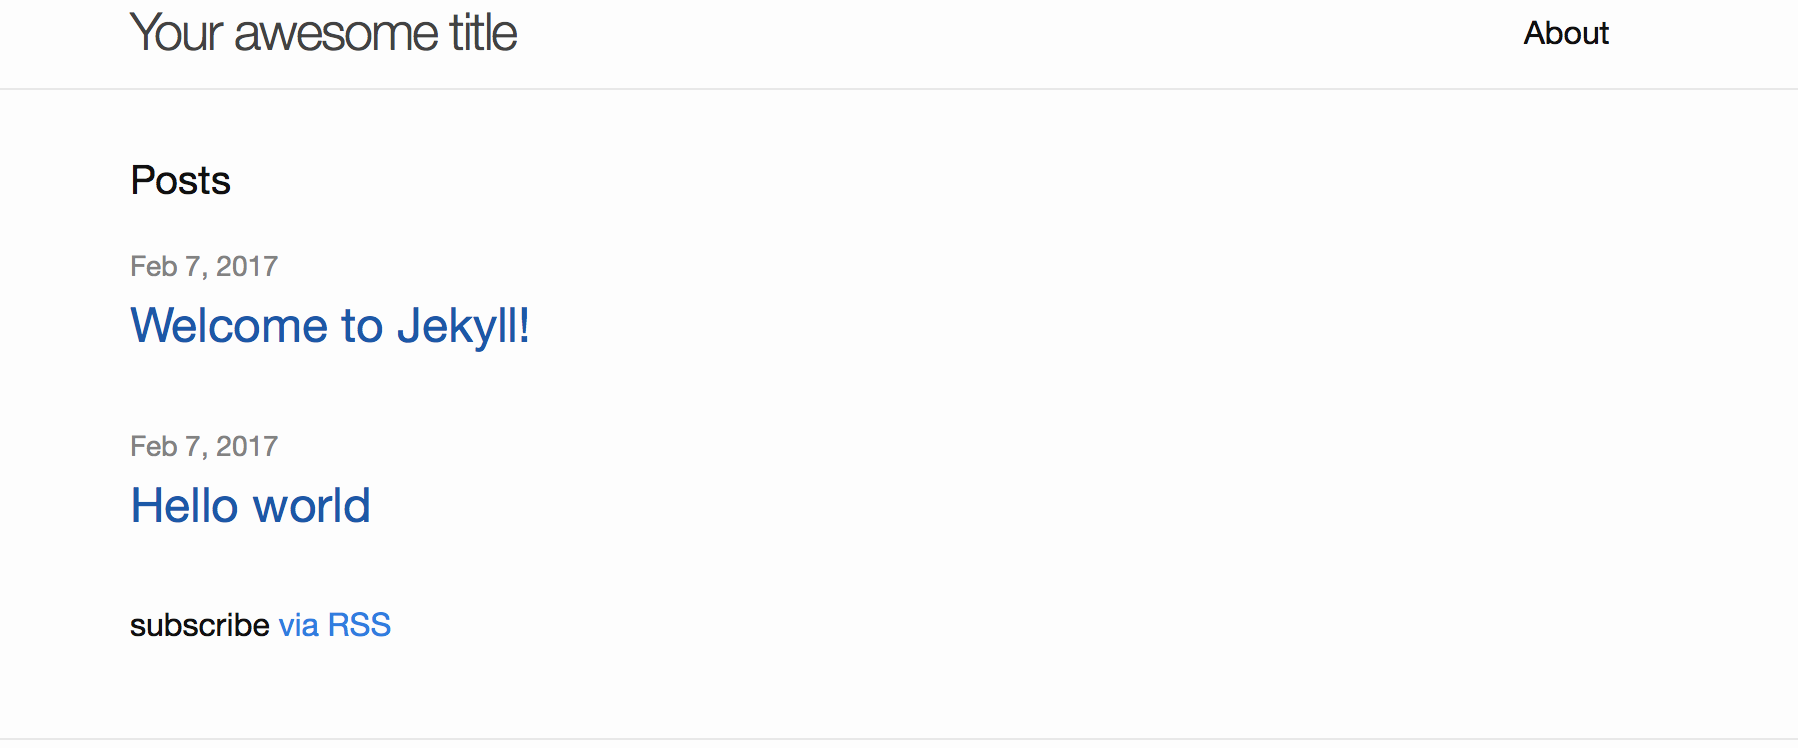 Your awesome title
About
Posts
Feb 7, 2017
Welcome to Jekyll!
Feb 7, 2017
Hello world
subscribe via RSS